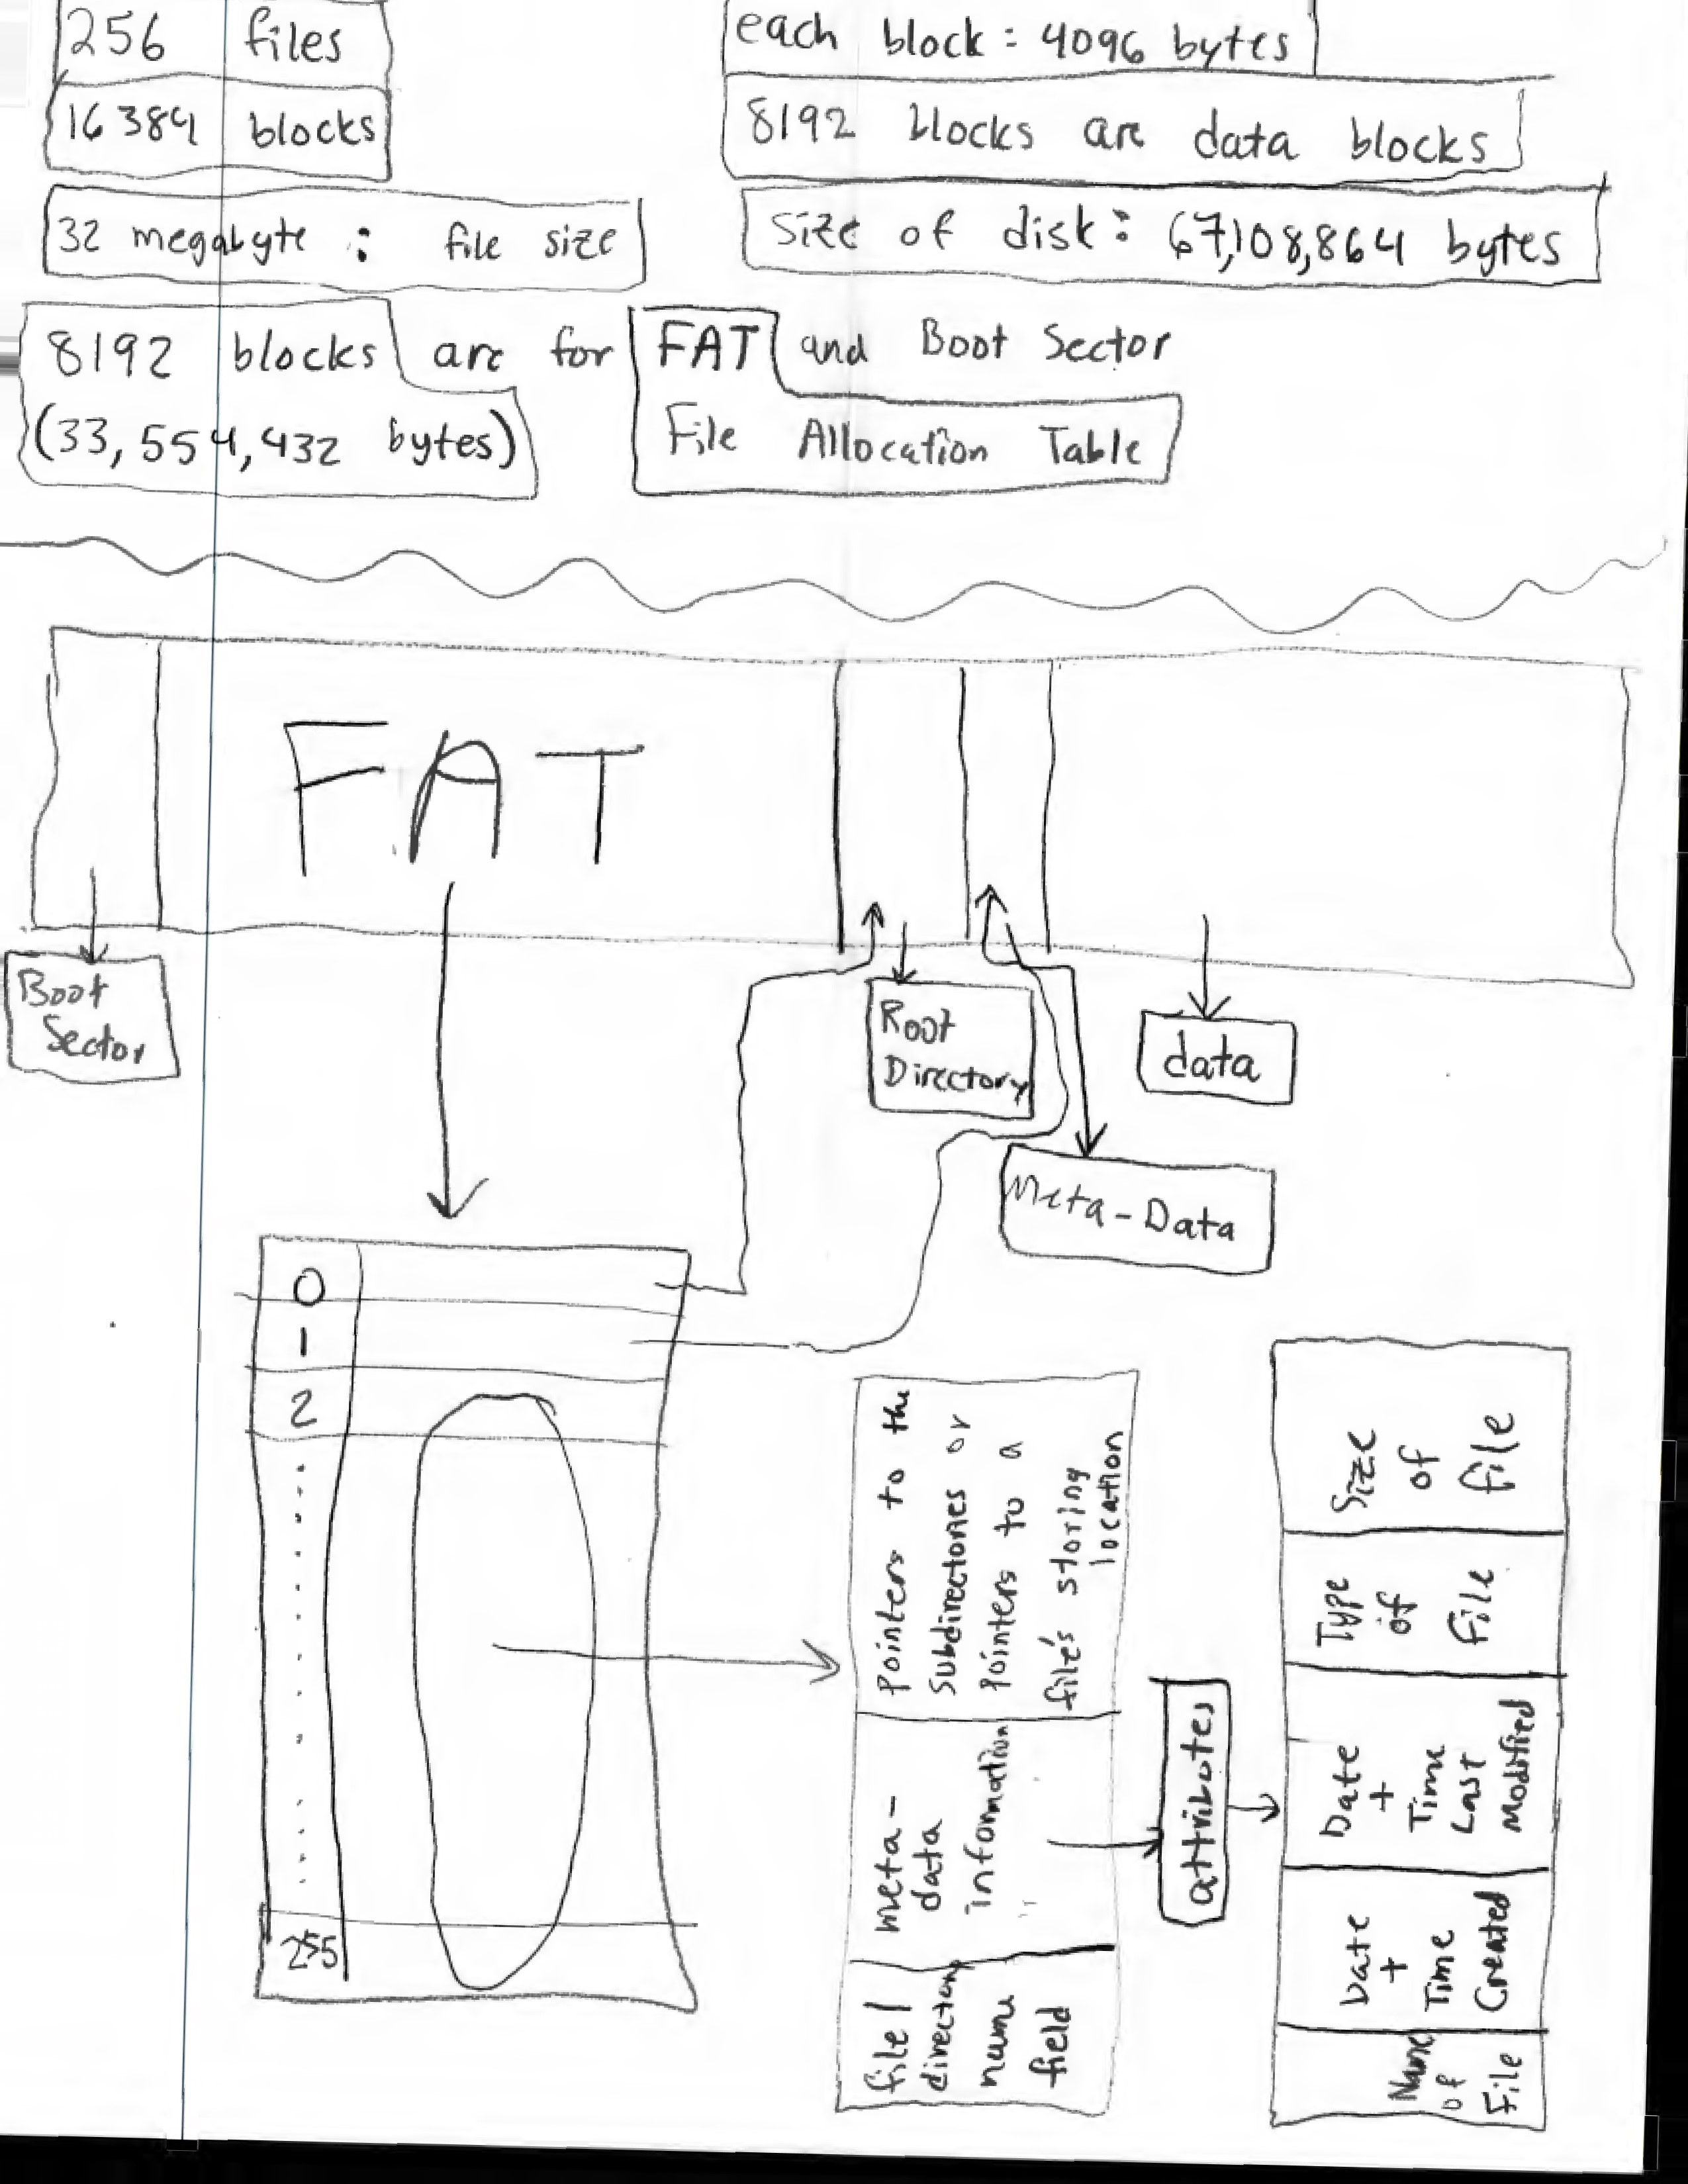 256 files
each block: 4096 bytes
16384 blocks
8192 blocks are data blocks
32 megabyte : file size
Size of disk: 67,108,864 bytes
8192 blocks are for FAT and Boot Sector
(33,554,432 bytes)
File Allocation Table
FAT
Boot
Sector
Root
Directory
data
Meta-Data
0
1
2
255
pointers to the
subdirectories or
pointers to a
file's storing
location
meta-
data
information
file/
directory
name
field
attributes
Size
of
file
Type
of
File
Date
+
Time
Last
Modified
Date
+
Time
Created
Name
of
File